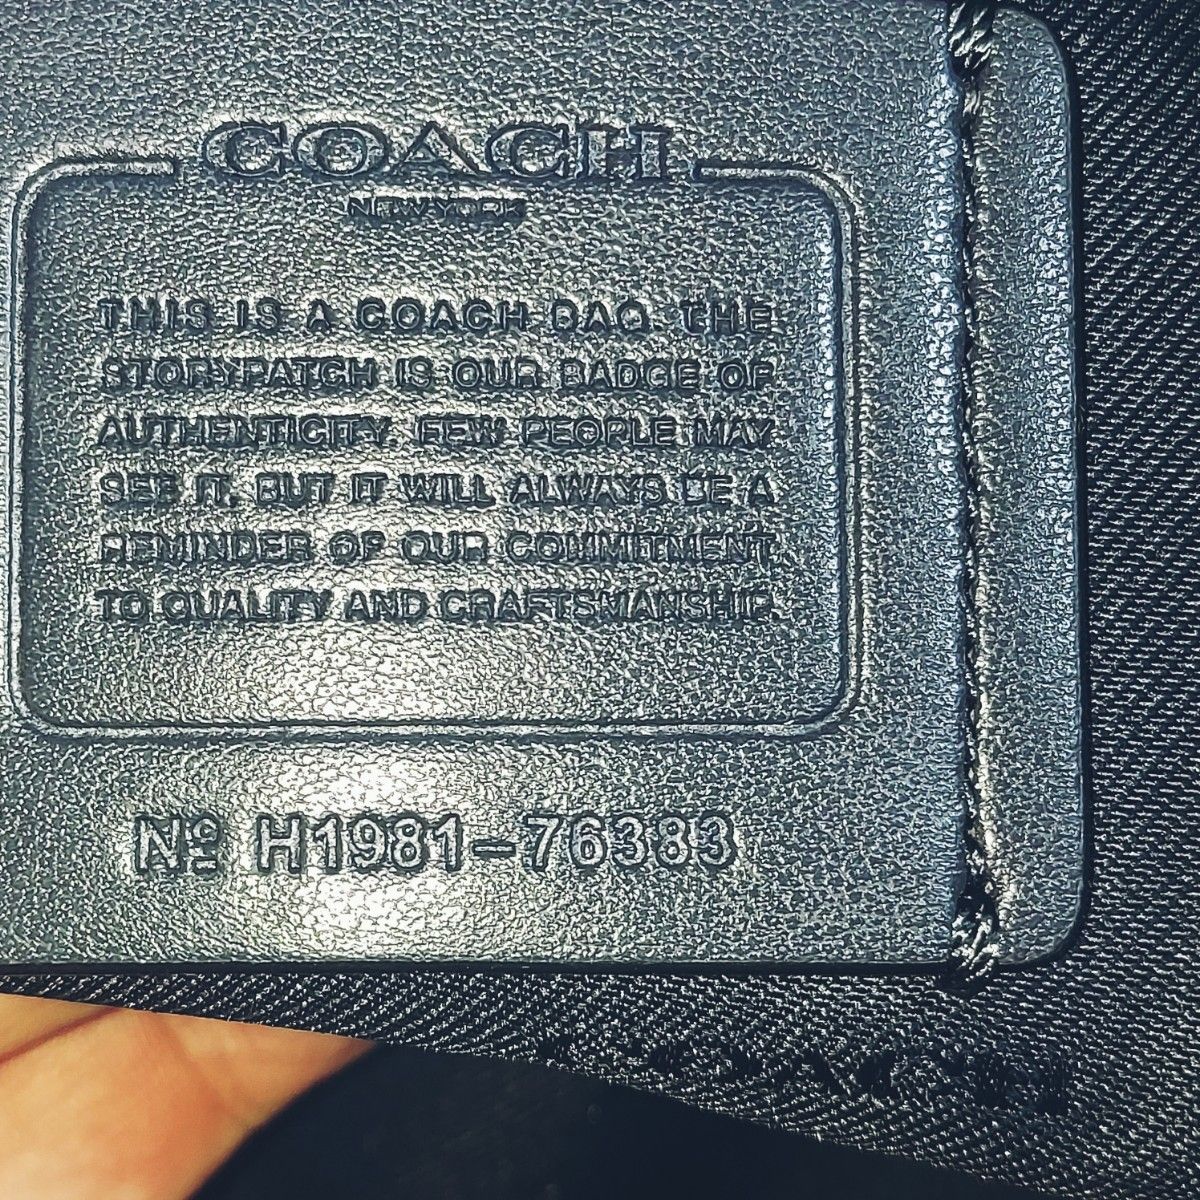 COACH
NEW YORK
THIS IS A COACH BAG. THE
STORYPATCH IS OUR BADGE OF
AUTHENTICITY. FEW PEOPLE MAY
SEE IT, BUT IT WILL ALWAYS BE A
REMINDER OF OUR COMMITMENT
TO QUALITY AND CRAFTSMANSHIP.
Nº H1981-76383